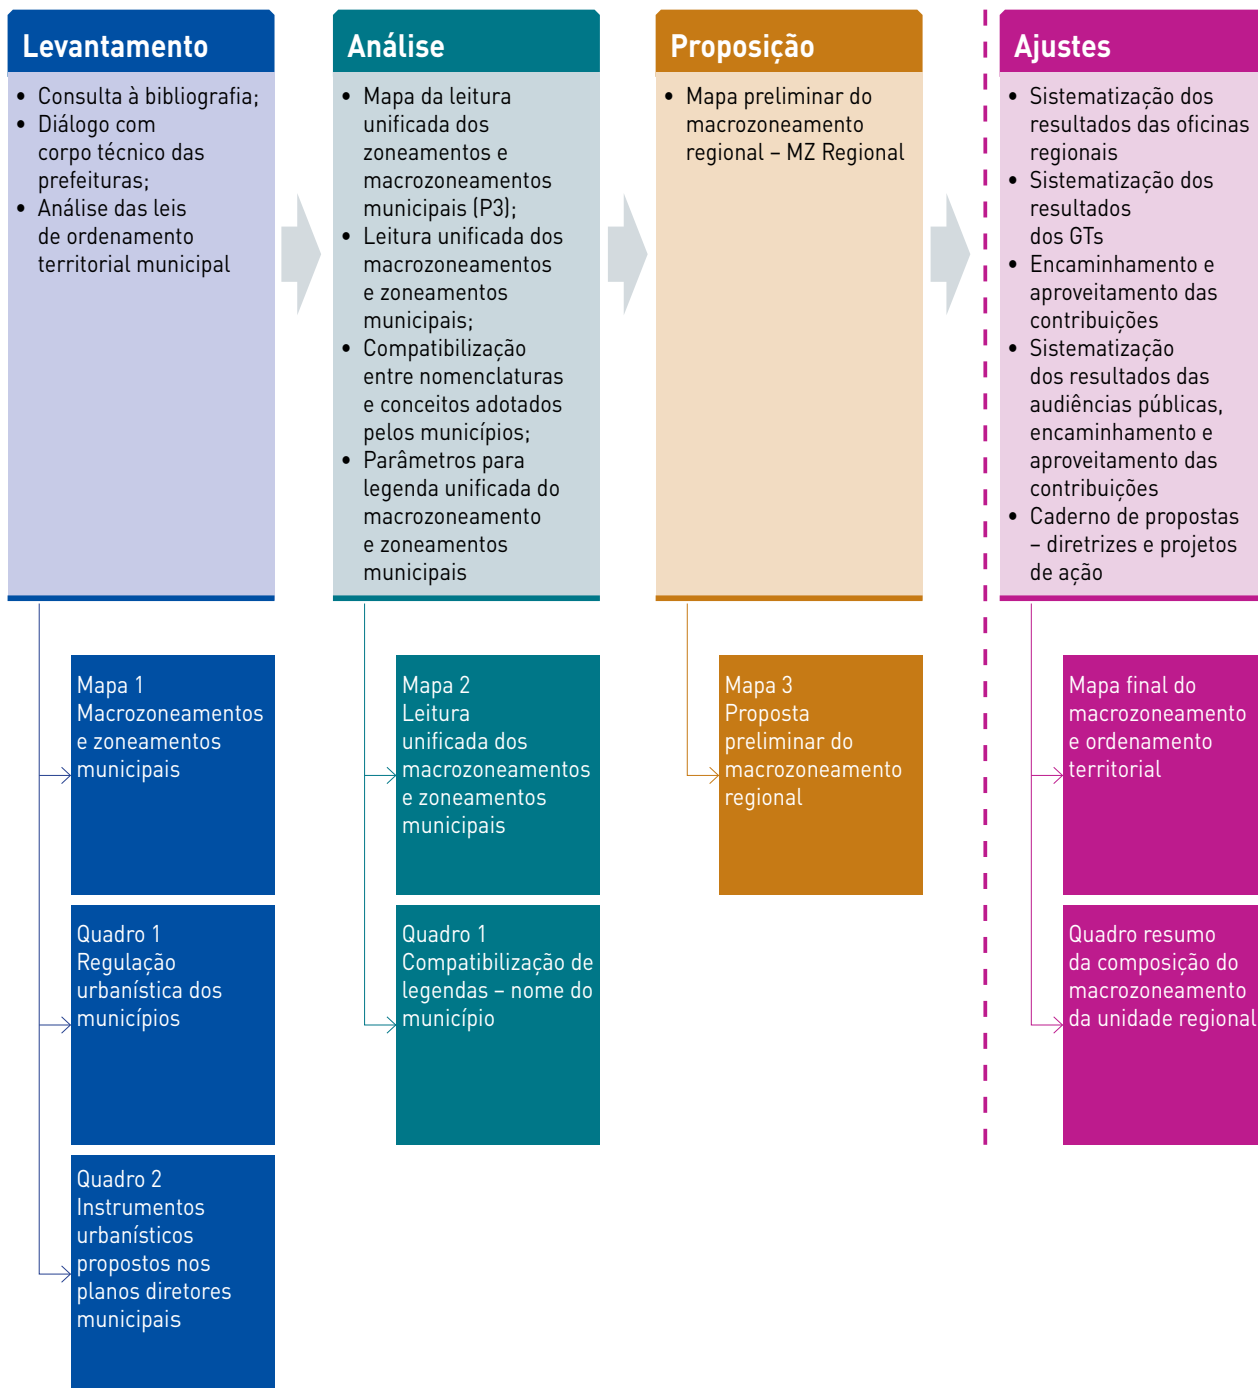 Levantamento
• Consulta à bibliografia;
• Diálogo com
corpo técnico das
prefeituras;
• Análise das leis
de ordenamento
territorial municipal
Análise
• Mapa da leitura
unificada dos
zoneamentos e
macrozoneamentos
municipais (P3);
• Leitura unificada dos
macrozoneamentos
e zoneamentos
municipais;
• Compatibilização
entre nomenclaturas
e conceitos adotados
pelos municípios;
• Parâmetros para
legenda unificada do
macrozoneamento
e zoneamentos
municipais
Proposição
• Mapa preliminar do
macrozoneamento
regional – MZ Regional
Ajustes
• Sistematização dos
resultados das oficinas
regionais
• Sistematização dos
resultados
dos GTs
• Encaminhamento e
aproveitamento das
contribuições
• Sistematização
dos resultados das
audiências públicas,
encaminhamento e
aproveitamento das
contribuições
• Caderno de propostas
– diretrizes e projetos
de ação
Mapa 1
Macrozoneamentos
e zoneamentos
municipais
Quadro 1
Regulação
urbanística dos
municípios
Quadro 2
Instrumentos
urbanísticos
propostos nos
planos diretores
municipais
Mapa 2
Leitura
unificada dos
macrozoneamentos
e zoneamentos
municipais
Quadro 1
Compatibilização de
legendas – nome do
município
Mapa 3
Proposta
preliminar do
macrozoneamento
regional
Mapa final do
macrozoneamento
e ordenamento
territorial
Quadro resumo
da composição do
macrozoneamento
da unidade regional